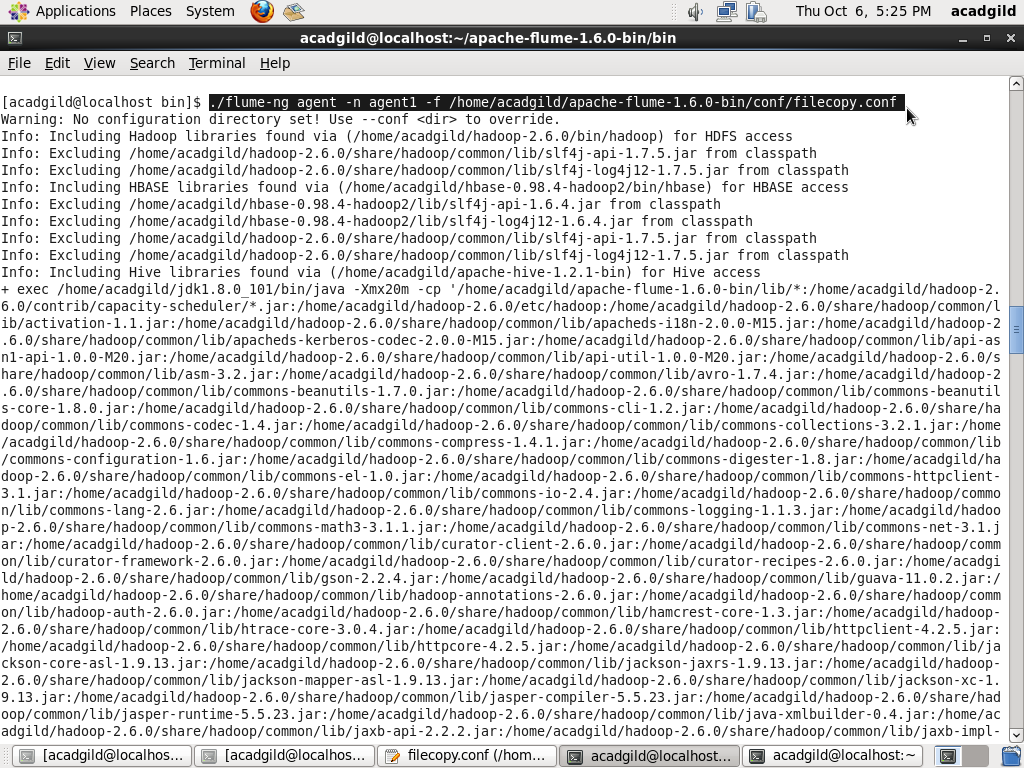 Applications Places System Thu Oct 6, 5:25 PM acadgild
acadgild@localhost:~/apache-flume-1.6.0-bin/bin
File Edit View Search Terminal Help
[acadgild@localhost bin]$ ./flume-ng agent -n agent1 -f /home/acadgild/apache-flume-1.6.0-bin/conf/filecopy.conf
Warning: No configuration directory set! Use --conf <dir> to override.
Info: Including Hadoop libraries found via (/home/acadgild/hadoop-2.6.0/bin/hadoop) for HDFS access
Info: Excluding /home/acadgild/hadoop-2.6.0/share/hadoop/common/lib/slf4j-api-1.7.5.jar from classpath
Info: Excluding /home/acadgild/hadoop-2.6.0/share/hadoop/common/lib/slf4j-log4j12-1.7.5.jar from classpath
Info: Including HBASE libraries found via (/home/acadgild/hbase-0.98.4-hadoop2/bin/hbase) for HBASE access
Info: Excluding /home/acadgild/hbase-0.98.4-hadoop2/lib/slf4j-api-1.6.4.jar from classpath
Info: Excluding /home/acadgild/hbase-0.98.4-hadoop2/lib/slf4j-log4j12-1.6.4.jar from classpath
Info: Excluding /home/acadgild/hadoop-2.6.0/share/hadoop/common/lib/slf4j-api-1.7.5.jar from classpath
Info: Excluding /home/acadgild/hadoop-2.6.0/share/hadoop/common/lib/slf4j-log4j12-1.7.5.jar from classpath
Info: Including Hive libraries found via (/home/acadgild/apache-hive-1.2.1-bin) for Hive access
+ exec /home/acadgild/jdk1.8.0_101/bin/java -Xmx20m -cp '/home/acadgild/apache-flume-1.6.0-bin/lib/*:/home/acadgild/hadoop-2.
6.0/contrib/capacity-scheduler/*.jar:/home/acadgild/hadoop-2.6.0/etc/hadoop:/home/acadgild/hadoop-2.6.0/share/hadoop/common/l
ib/activation-1.1.jar:/home/acadgild/hadoop-2.6.0/share/hadoop/common/lib/apacheds-i18n-2.0.0-M15.jar:/home/acadgild/hadoop-2
.6.0/share/hadoop/common/lib/apacheds-kerberos-codec-2.0.0-M15.jar:/home/acadgild/hadoop-2.6.0/share/hadoop/common/lib/api-as
n1-api-1.0.0-M20.jar:/home/acadgild/hadoop-2.6.0/share/hadoop/common/lib/api-util-1.0.0-M20.jar:/home/acadgild/hadoop-2.6.0/s
hare/hadoop/common/lib/asm-3.2.jar:/home/acadgild/hadoop-2.6.0/share/hadoop/common/lib/avro-1.7.4.jar:/home/acadgild/hadoop-2
.6.0/share/hadoop/common/lib/commons-beanutils-1.7.0.jar:/home/acadgild/hadoop-2.6.0/share/hadoop/common/lib/commons-beanutil
s-core-1.8.0.jar:/home/acadgild/hadoop-2.6.0/share/hadoop/common/lib/commons-cli-1.2.jar:/home/acadgild/hadoop-2.6.0/share/ha
doop/common/lib/commons-codec-1.4.jar:/home/acadgild/hadoop-2.6.0/share/hadoop/common/lib/commons-collections-3.2.1.jar:/home
/acadgild/hadoop-2.6.0/share/hadoop/common/lib/commons-compress-1.4.1.jar:/home/acadgild/hadoop-2.6.0/share/hadoop/common/lib
/commons-configuration-1.6.jar:/home/acadgild/hadoop-2.6.0/share/hadoop/common/lib/commons-digester-1.8.jar:/home/acadgild/ha
doop-2.6.0/share/hadoop/common/lib/commons-el-1.0.jar:/home/acadgild/hadoop-2.6.0/share/hadoop/common/lib/commons-httpclient-
3.1.jar:/home/acadgild/hadoop-2.6.0/share/hadoop/common/lib/commons-io-2.4.jar:/home/acadgild/hadoop-2.6.0/share/hadoop/commo
n/lib/commons-lang-2.6.jar:/home/acadgild/hadoop-2.6.0/share/hadoop/common/lib/commons-logging-1.1.3.jar:/home/acadgild/hadoo
p-2.6.0/share/hadoop/common/lib/commons-math3-3.1.1.jar:/home/acadgild/hadoop-2.6.0/share/hadoop/common/lib/commons-net-3.1.j
ar:/home/acadgild/hadoop-2.6.0/share/hadoop/common/lib/curator-client-2.6.0.jar:/home/acadgild/hadoop-2.6.0/share/hadoop/comm
on/lib/curator-framework-2.6.0.jar:/home/acadgild/hadoop-2.6.0/share/hadoop/common/lib/curator-recipes-2.6.0.jar:/home/acadgi
ld/hadoop-2.6.0/share/hadoop/common/lib/gson-2.2.4.jar:/home/acadgild/hadoop-2.6.0/share/hadoop/common/lib/guava-11.0.2.jar:/
home/acadgild/hadoop-2.6.0/share/hadoop/common/lib/hadoop-annotations-2.6.0.jar:/home/acadgild/hadoop-2.6.0/share/hadoop/comm
on/lib/hadoop-auth-2.6.0.jar:/home/acadgild/hadoop-2.6.0/share/hadoop/common/lib/hamcrest-core-1.3.jar:/home/acadgild/hadoop-
2.6.0/share/hadoop/common/lib/htrace-core-3.0.4.jar:/home/acadgild/hadoop-2.6.0/share/hadoop/common/lib/httpclient-4.2.5.jar:
/home/acadgild/hadoop-2.6.0/share/hadoop/common/lib/httpcore-4.2.5.jar:/home/acadgild/hadoop-2.6.0/share/hadoop/common/lib/ja
ckson-core-asl-1.9.13.jar:/home/acadgild/hadoop-2.6.0/share/hadoop/common/lib/jackson-jaxrs-1.9.13.jar:/home/acadgild/hadoop-
2.6.0/share/hadoop/common/lib/jackson-mapper-asl-1.9.13.jar:/home/acadgild/hadoop-2.6.0/share/hadoop/common/lib/jackson-xc-1.
9.13.jar:/home/acadgild/hadoop-2.6.0/share/hadoop/common/lib/jasper-compiler-5.5.23.jar:/home/acadgild/hadoop-2.6.0/share/had
oop/common/lib/jasper-runtime-5.5.23.jar:/home/acadgild/hadoop-2.6.0/share/hadoop/common/lib/java-xmlbuilder-0.4.jar:/home/ac
adgild/hadoop-2.6.0/share/hadoop/common/lib/jaxb-api-2.2.2.jar:/home/acadgild/hadoop-2.6.0/share/hadoop/common/lib/jaxb-impl-
[acadgild@localhos... [acadgild@localhos... filecopy.conf (/hom... acadgild@localhost... acadgild@localhost:~